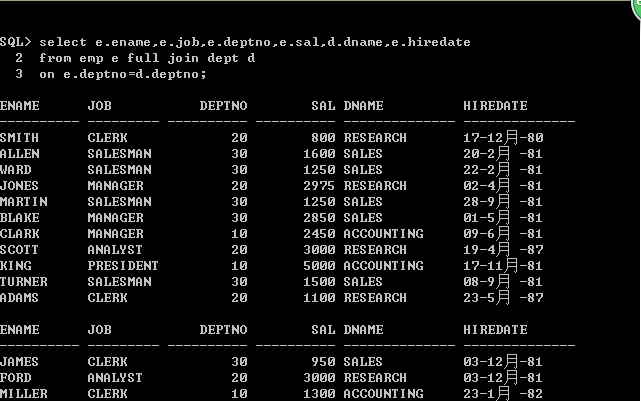 SQL> select e.ename,e.job,e.deptno,e.sal,d.dname,e.hiredate
2 from emp e full join dept d
3 on e.deptno=d.deptno;
ENAME JOB DEPTNO SAL DNAME HIREDATE
---------- --------- ---------- ---------- -------------- --------------
SMITH CLERK 20 800 RESEARCH 17-12月-80
ALLEN SALESMAN 30 1600 SALES 20-2月 -81
WARD SALESMAN 30 1250 SALES 22-2月 -81
JONES MANAGER 20 2975 RESEARCH 02-4月 -81
MARTIN SALESMAN 30 1250 SALES 28-9月 -81
BLAKE MANAGER 30 2850 SALES 01-5月 -81
CLARK MANAGER 10 2450 ACCOUNTING 09-6月 -81
SCOTT ANALYST 20 3000 RESEARCH 19-4月 -87
KING PRESIDENT 10 5000 ACCOUNTING 17-11月-81
TURNER SALESMAN 30 1500 SALES 08-9月 -81
ADAMS CLERK 20 1100 RESEARCH 23-5月 -87
ENAME JOB DEPTNO SAL DNAME HIREDATE
---------- --------- ---------- ---------- -------------- --------------
JAMES CLERK 30 950 SALES 03-12月-81
FORD ANALYST 20 3000 RESEARCH 03-12月-81
MILLER CLERK 10 1300 ACCOUNTING 23-1月 -82